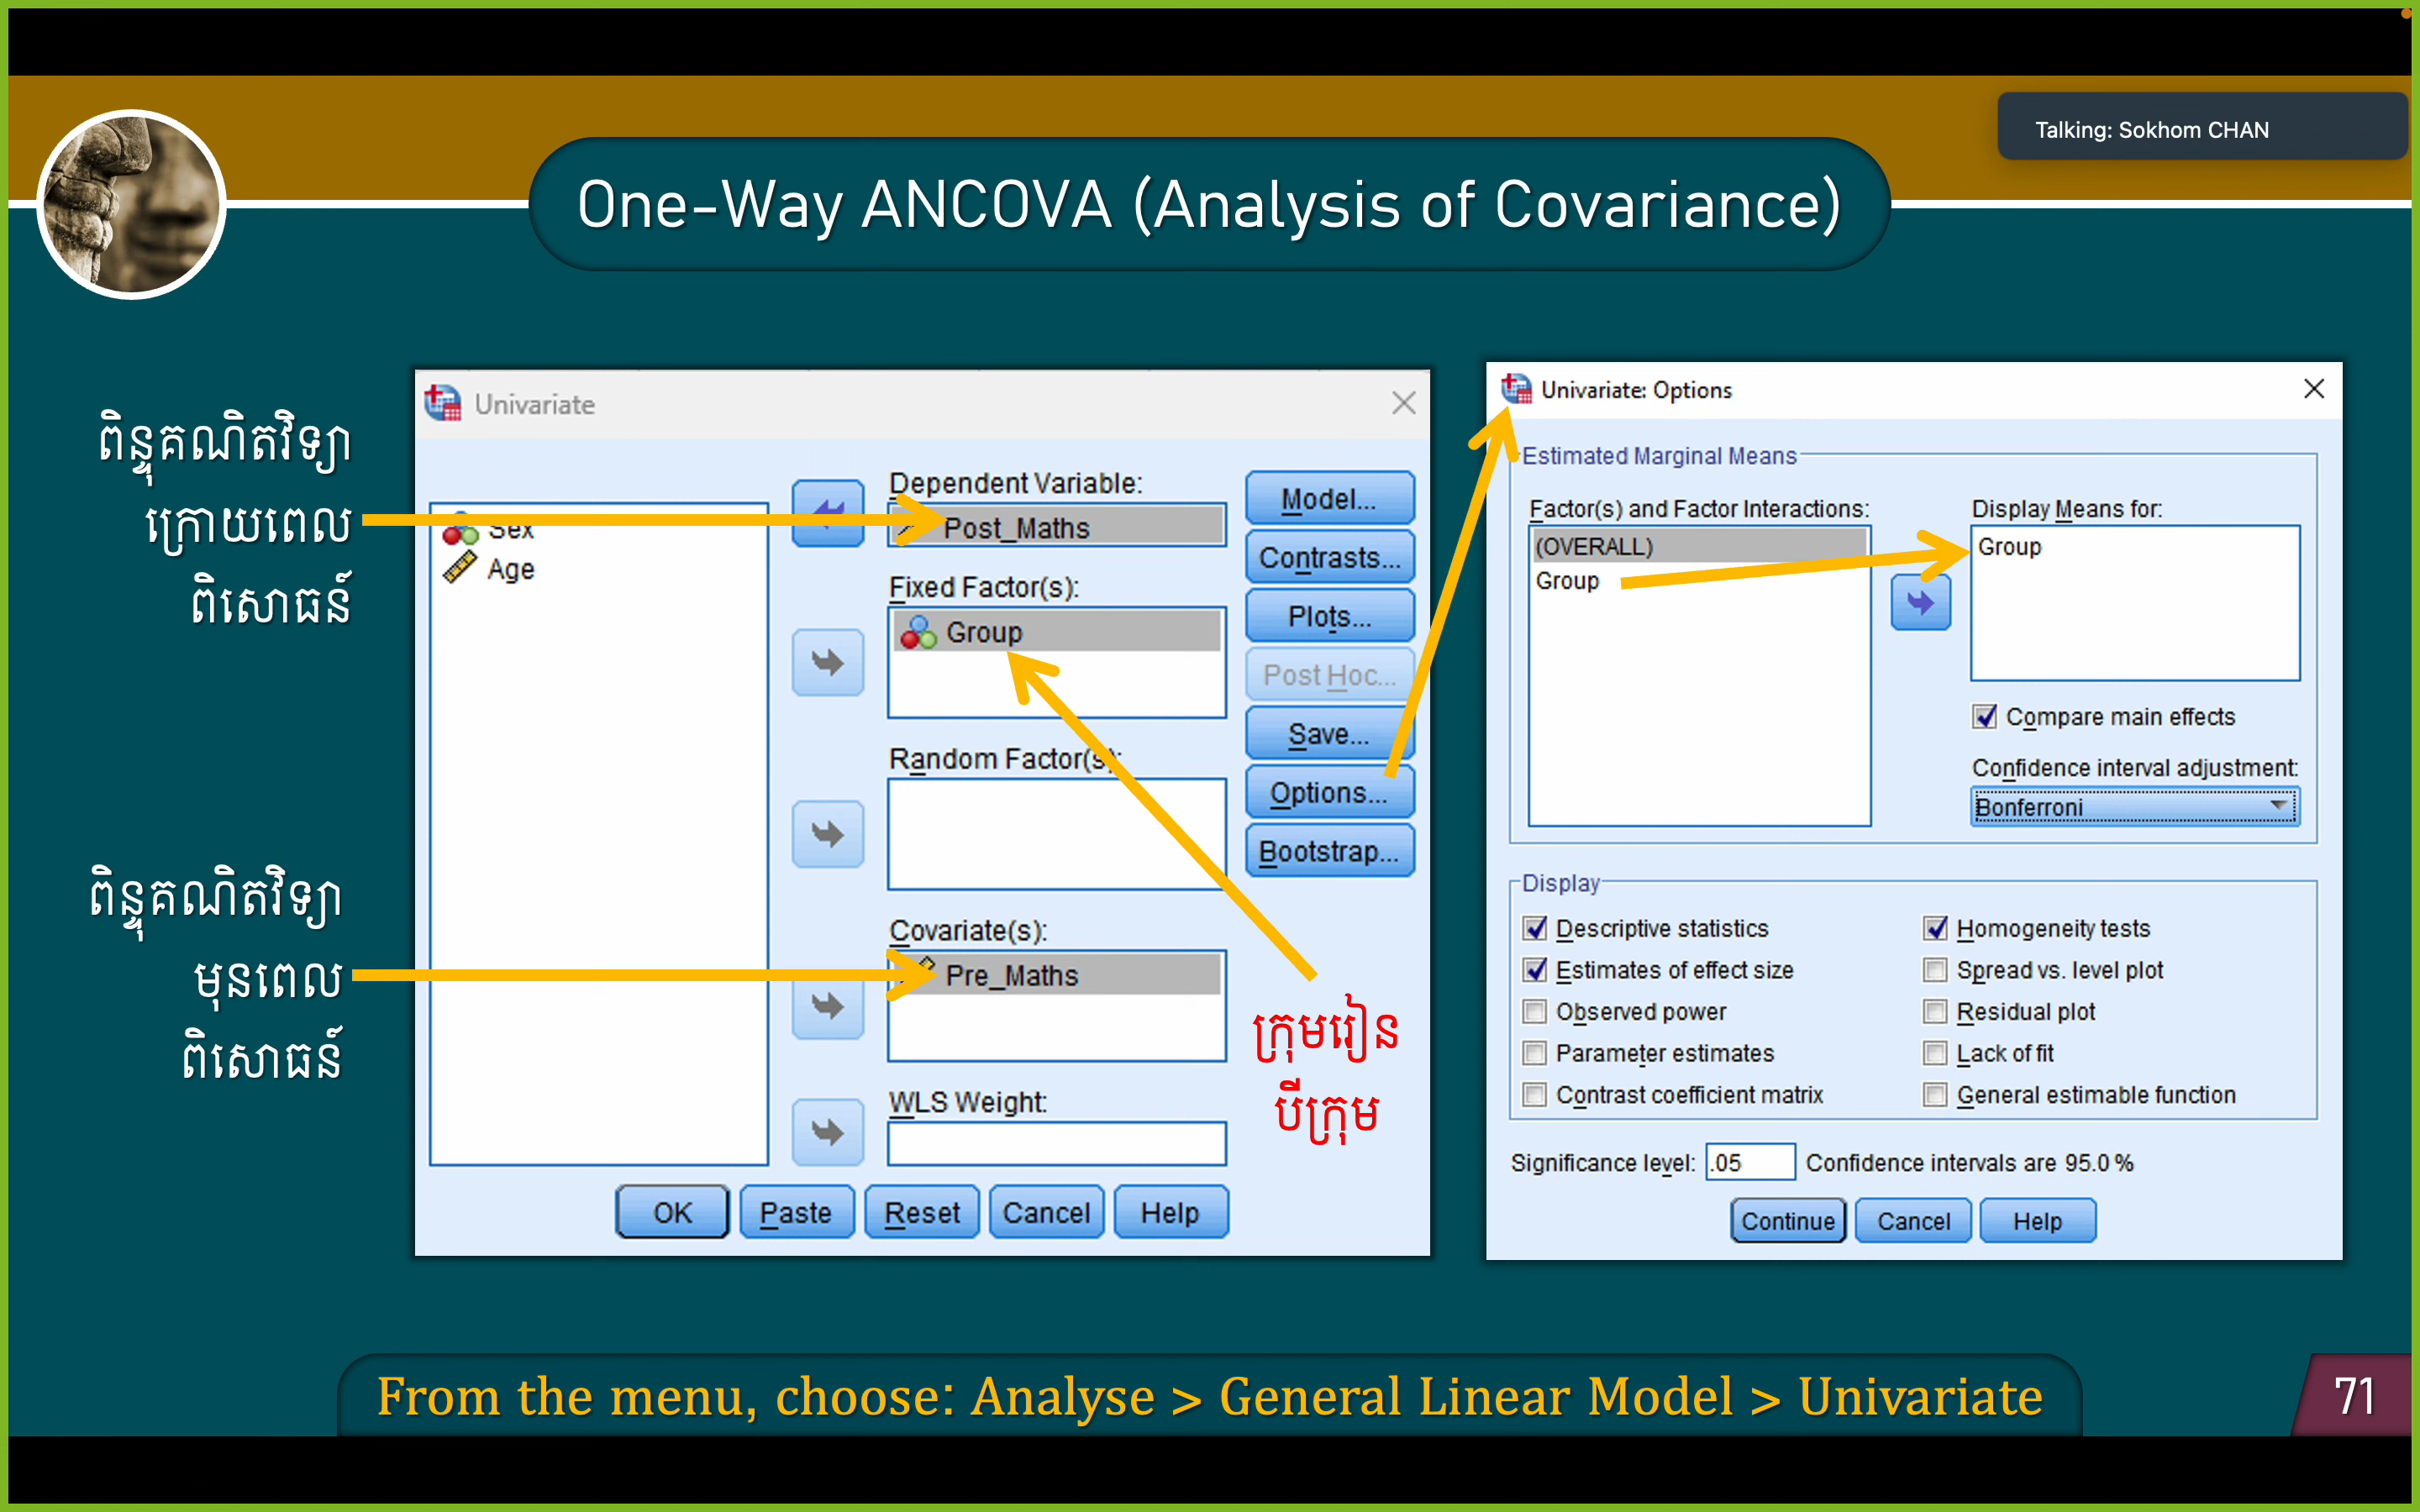 Talking: Sokhom CHAN
One-Way ANCOVA (Analysis of Covariance)
ពិន្ទុគណិតវិទ្យា
ក្រោយពេល
ពិសោធន៍
ពិន្ទុគណិតវិទ្យា
មុនពេល
ពិសោធន៍
Univariate
Sex
Age
Dependent Variable:
Post_Maths
Fixed Factor(s):
Group
Random Factor(s):
Covariate(s):
Pre_Maths
WLS Weight:
Model...
Contrasts...
Plots...
Post Hoc...
Save...
Options...
Bootstrap...
ក្រុមរៀន
បីក្រុម
OK
Paste
Reset
Cancel
Help
Univariate: Options
Estimated Marginal Means
Factor(s) and Factor Interactions:
(OVERALL)
Group
Display Means for:
Group
Compare main effects
Confidence interval adjustment:
Bonferroni
Display
Descriptive statistics
Estimates of effect size
Observed power
Parameter estimates
Contrast coefficient matrix
Homogeneity tests
Spread vs. level plot
Residual plot
Lack of fit
General estimable function
Significance level: .05 Confidence intervals are 95.0 %
Continue
Cancel
Help
From the menu, choose: Analyse > General Linear Model > Univariate
71